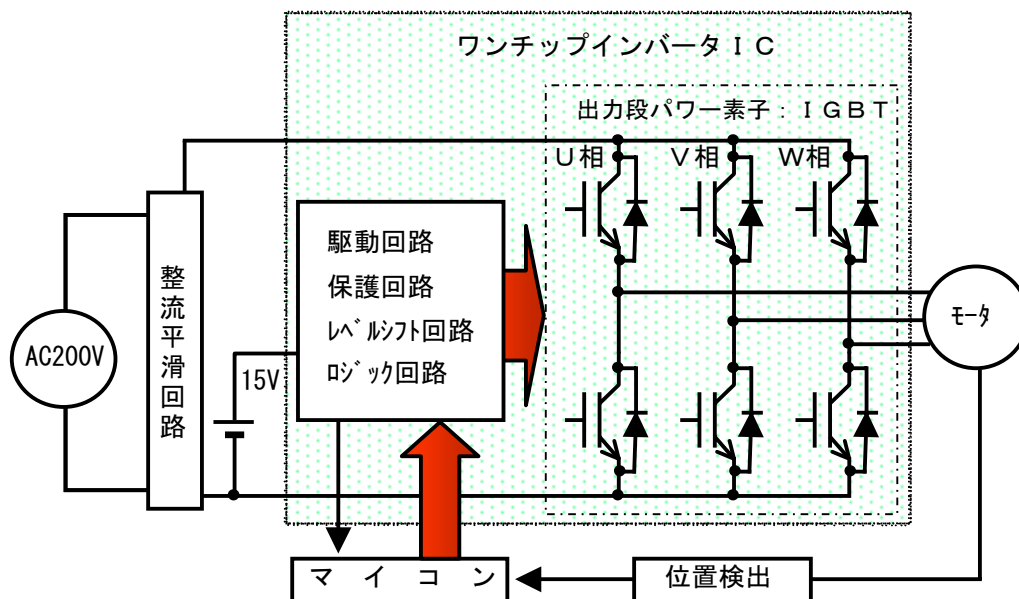 ワンチップインバータＩＣ
出力段パワー素子：ＩＧＢＴ
Ｕ相
Ｖ相
Ｗ相
駆動回路
保護回路
ﾚﾍﾞﾙｼﾌﾄ回路
ﾛｼﾞｯｸ回路
整流平滑回路
AC200V
15V
ﾓｰﾀ
マイコン
位置検出